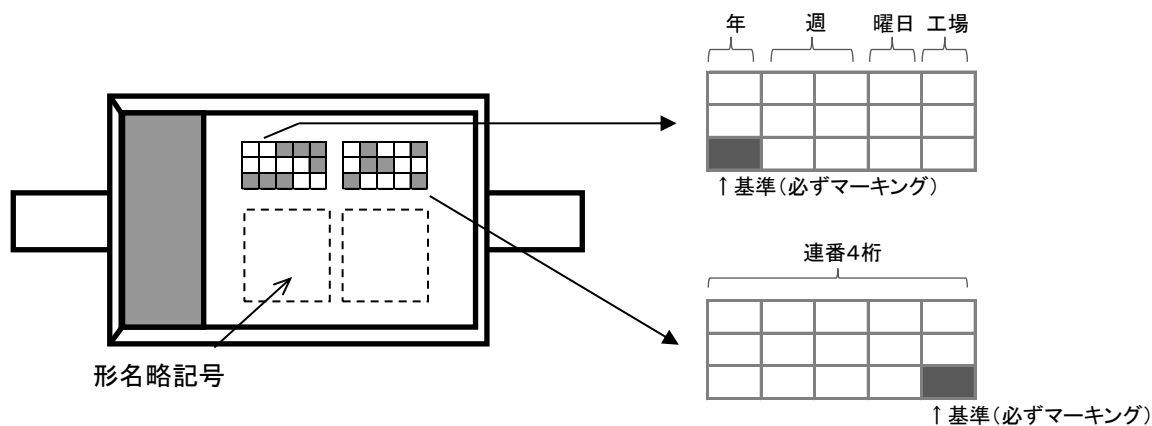 年 週 曜日 工場
↑基準（必ずマーキング）
連番4桁
形名略記号
↑基準（必ずマーキング）